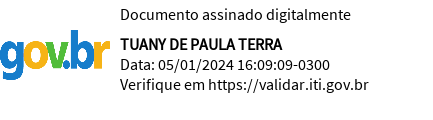 Documento assinado digitalmente
gov.br
TUANY DE PAULA TERRA
Data: 05/01/2024 16:09:09-0300
Verifique em https://validar.iti.gov.br